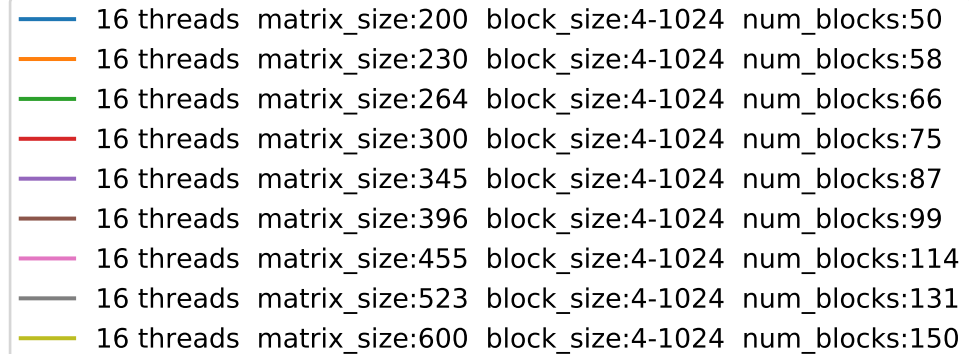 16 threads  matrix_size:200  block_size:4-1024  num_blocks:50
16 threads  matrix_size:230  block_size:4-1024  num_blocks:58
16 threads  matrix_size:264  block_size:4-1024  num_blocks:66
16 threads  matrix_size:300  block_size:4-1024  num_blocks:75
16 threads  matrix_size:345  block_size:4-1024  num_blocks:87
16 threads  matrix_size:396  block_size:4-1024  num_blocks:99
16 threads  matrix_size:455  block_size:4-1024  num_blocks:114
16 threads  matrix_size:523  block_size:4-1024  num_blocks:131
16 threads  matrix_size:600  block_size:4-1024  num_blocks:150